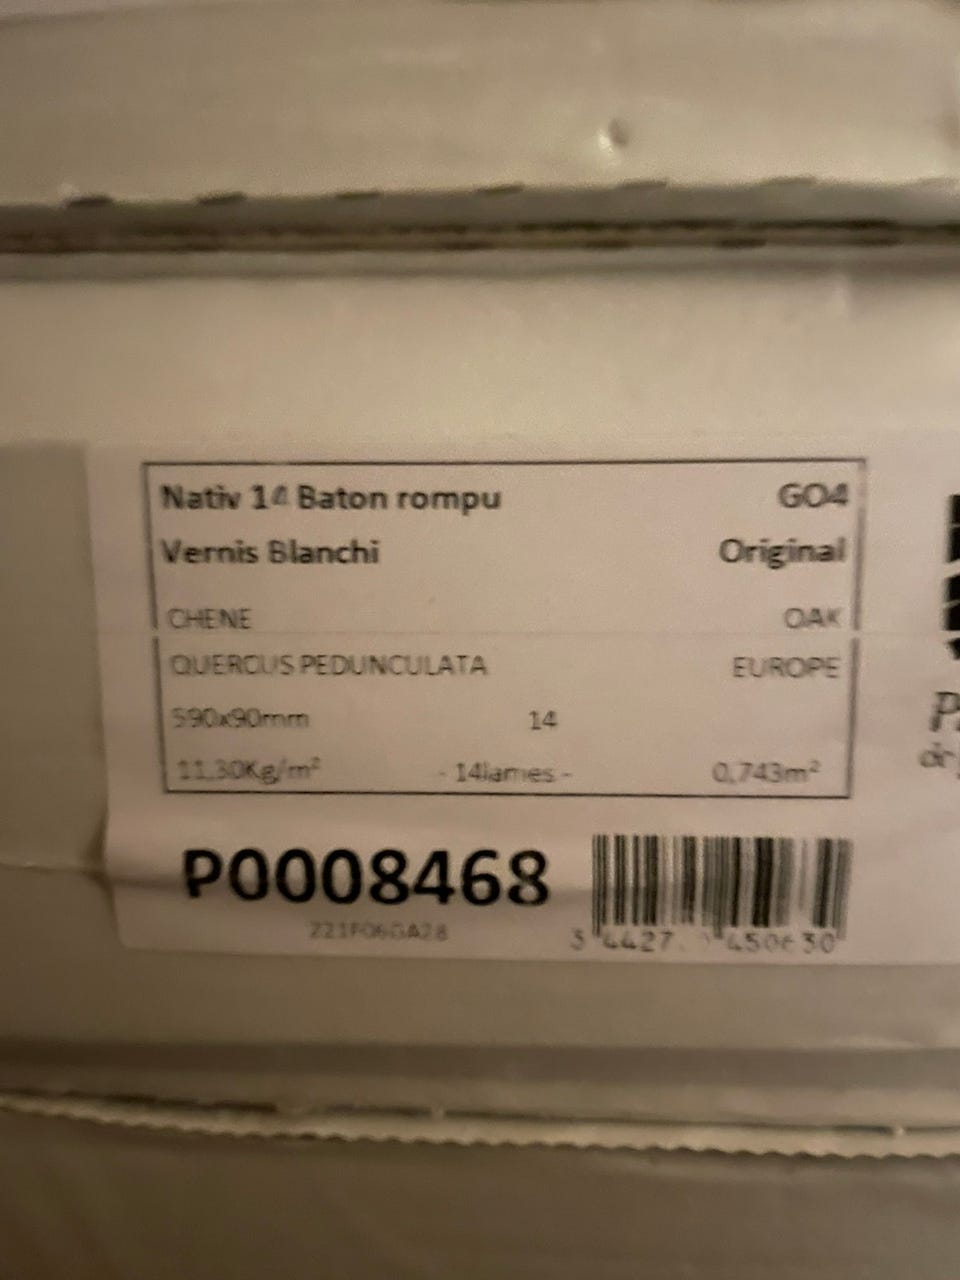 Nativ 14 Baton rompu GO4
Vernis Blanchi Original
CHENE OAK
QUERCUS PEDUNCULATA EUROPE
590x90mm 14
11,30Kg/m² - 14lames - 0,743m²
P0008468
221F06GA28